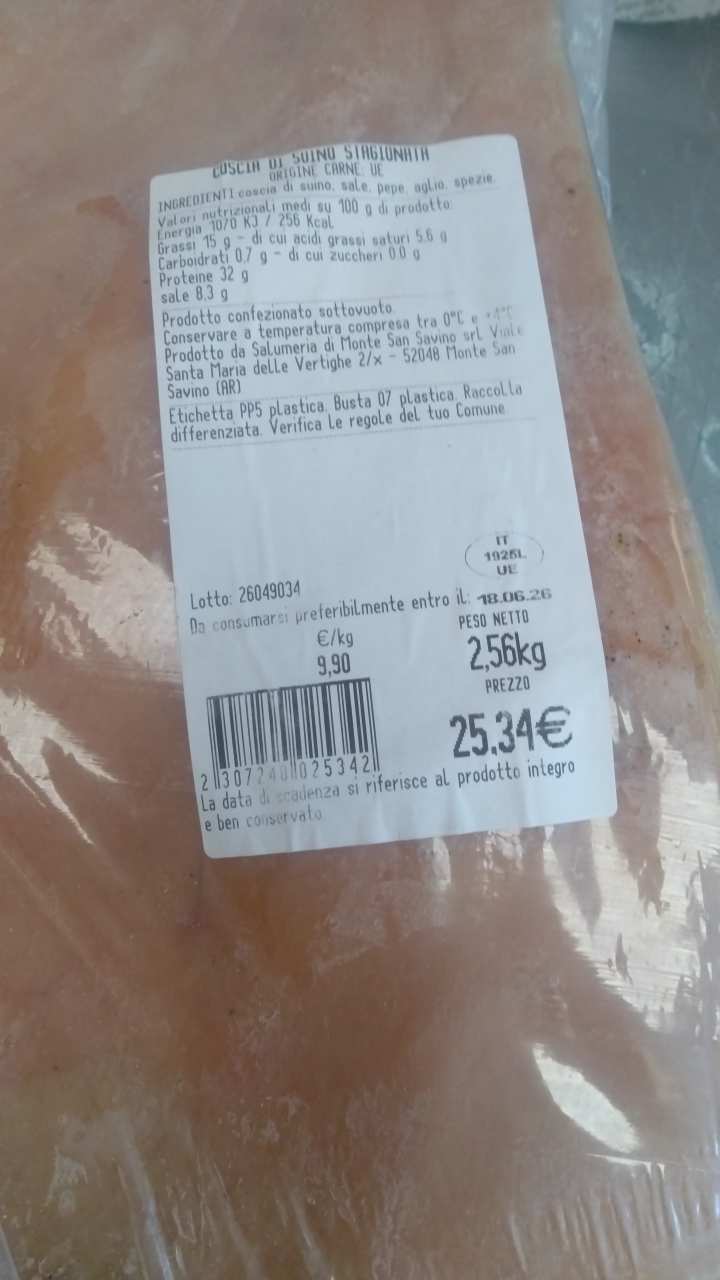 COSCIA DI SUINO STAGIONATA
ORIGINE CARNE: UE
INGREDIENTI coscia di suino, sale, pepe, aglio, spezie.
Valori nutrizionali medi su 100 g di prodotto:
Energia 1070 KJ / 256 Kcal
Grassi 15 g - di cui acidi grassi saturi 5.6 g
Carboidrati 0.7 g - di cui zuccheri 0.0 g
Proteine 32 g
sale 8.3 g
Prodotto confezionato sottovuoto.
Conservare a temperatura compresa tra 0°C e +4°C
Prodotto da Salumeria di Monte San Savino srl Viale
Santa Maria delle Vertighe 2/x - 52048 Monte San
Savino (AR)
Etichetta PP5 plastica. Busta 07 plastica. Raccolta
differenziata. Verifica le regole del tuo Comune
IT
1926L
UE
Lotto: 26049034
Da consumarsi preferibilmente entro il: 18.06.26
€/kg
9,90
PESO NETTO
2,56kg
PREZZO
25.34€
2 307240 025342
La data di scadenza si riferisce al prodotto integro
e ben conservato